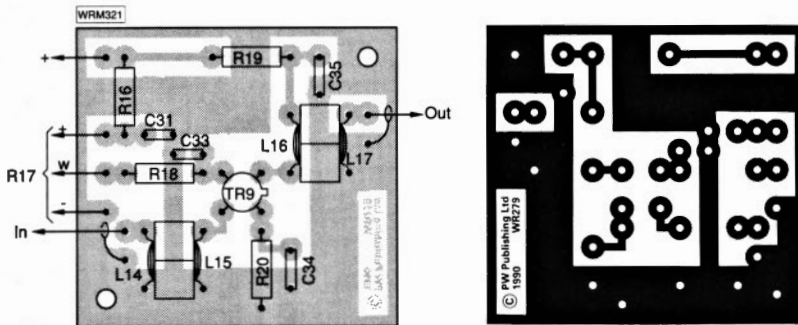 WRM321
+
R19
C35
R16
Out
C31
+
L16
C33
L17
R17
w
R18
TR9
-
In
L14
L15
R20
C34
© PW Publishing Ltd
1990 WR279